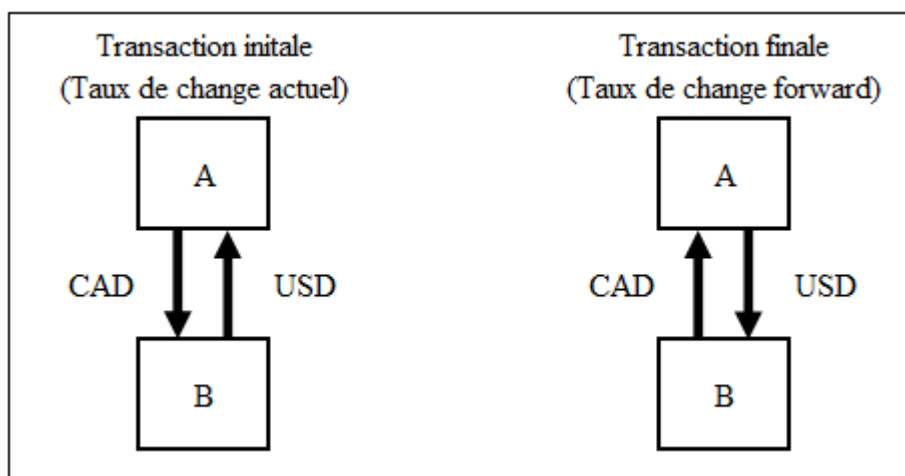 Transaction initale
(Taux de change actuel)
A
CAD
USD
B
Transaction finale
(Taux de change forward)
A
CAD
USD
B